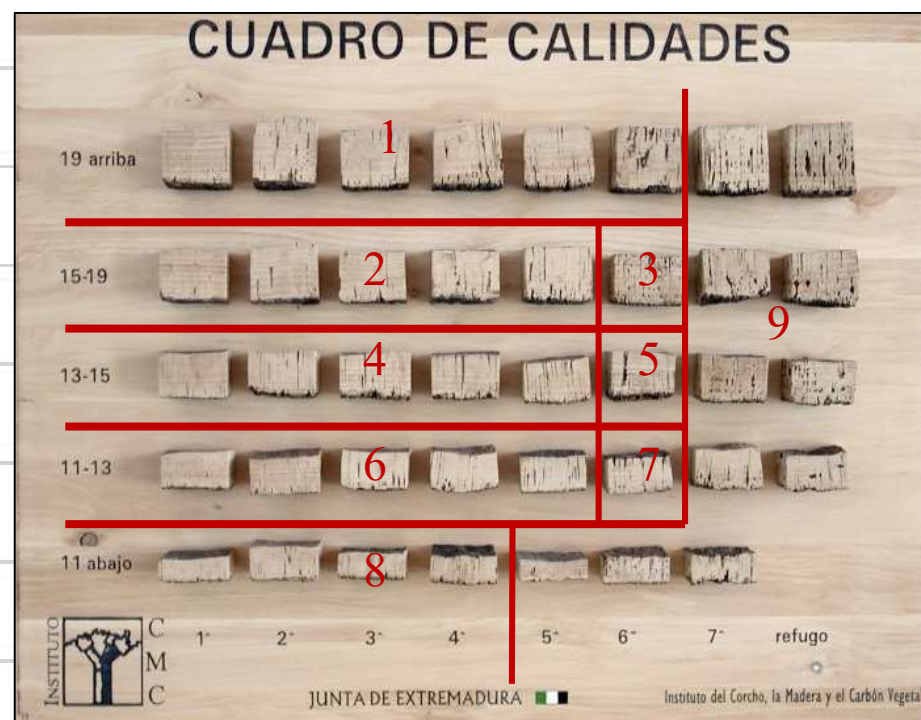 CUADRO DE CALIDADES
19 arriba 1
15-19 2 3
9
13-15 4 5
11-13 6 7
11 abajo 8
1ª 2ª 3ª 4ª 5ª 6ª 7ª refugo
INSTITUTO C M C
JUNTA DE EXTREMADURA
Instituto del Corcho, la Madera y el Carbón Vegetal